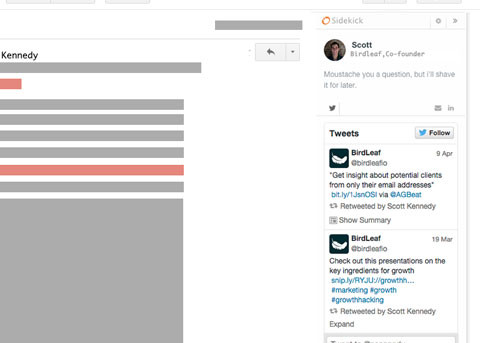 Sidekick
Kennedy
Scott
Birdleaf,Co-founder
Moustache you a question, but i'll shave
it for later.
Tweets
Follow
BirdLeaf 9 Apr
@birdleafio
"Get insight about potential clients
from only their email addresses"
bit.ly/1JsnOSI via @AGBeat
Retweeted by Scott Kennedy
Show Summary
BirdLeaf 19 Mar
@birdleafio
Check out this presentations on the
key ingredients for growth
snip.ly/RYJU://growthh...
#marketing #growth
#growthhacking
Retweeted by Scott Kennedy
Expand